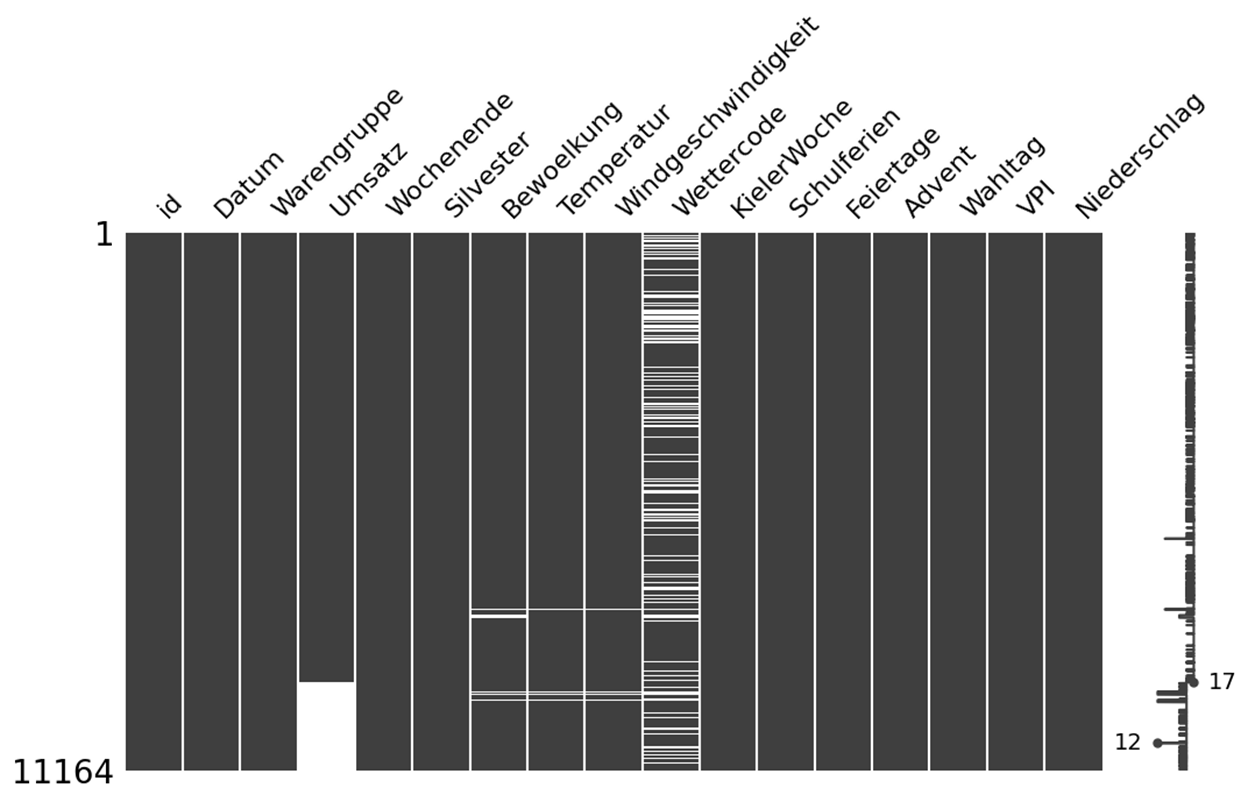 id
Datum
Warengruppe
Umsatz
Wochenende
Silvester
Bewoelkung
Temperatur
Windgeschwindigkeit
Wettercode
KielerWoche
Schulferien
Feiertage
Advent
Wahltag
VPI
Niederschlag
1
17
12
11164